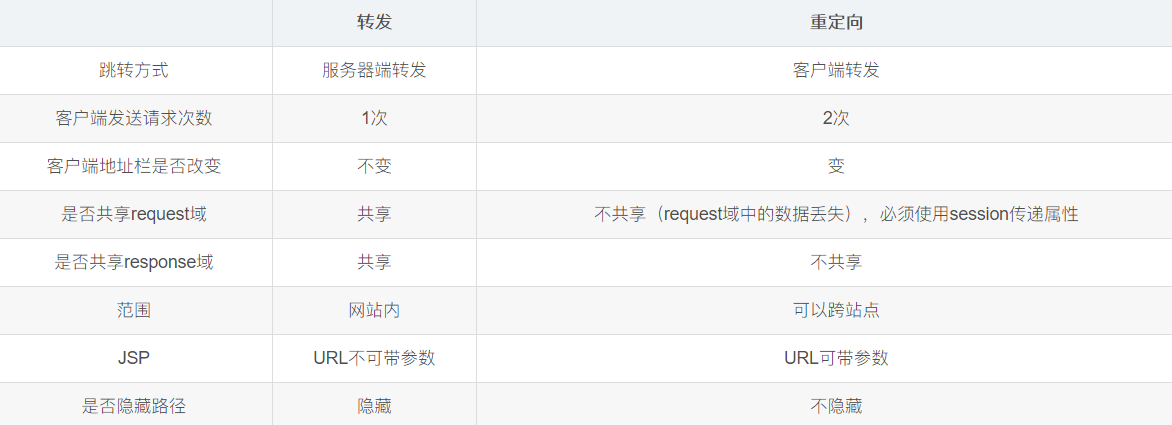 转发 重定向
跳转方式 服务器端转发 客户端转发
客户端发送请求次数 1次 2次
客户端地址栏是否改变 不变 变
是否共享request域 共享 不共享（request域中的数据丢失），必须使用session传递属性
是否共享response域 共享 不共享
范围 网站内 可以跨站点
JSP URL不可带参数 URL可带参数
是否隐藏路径 隐藏 不隐藏